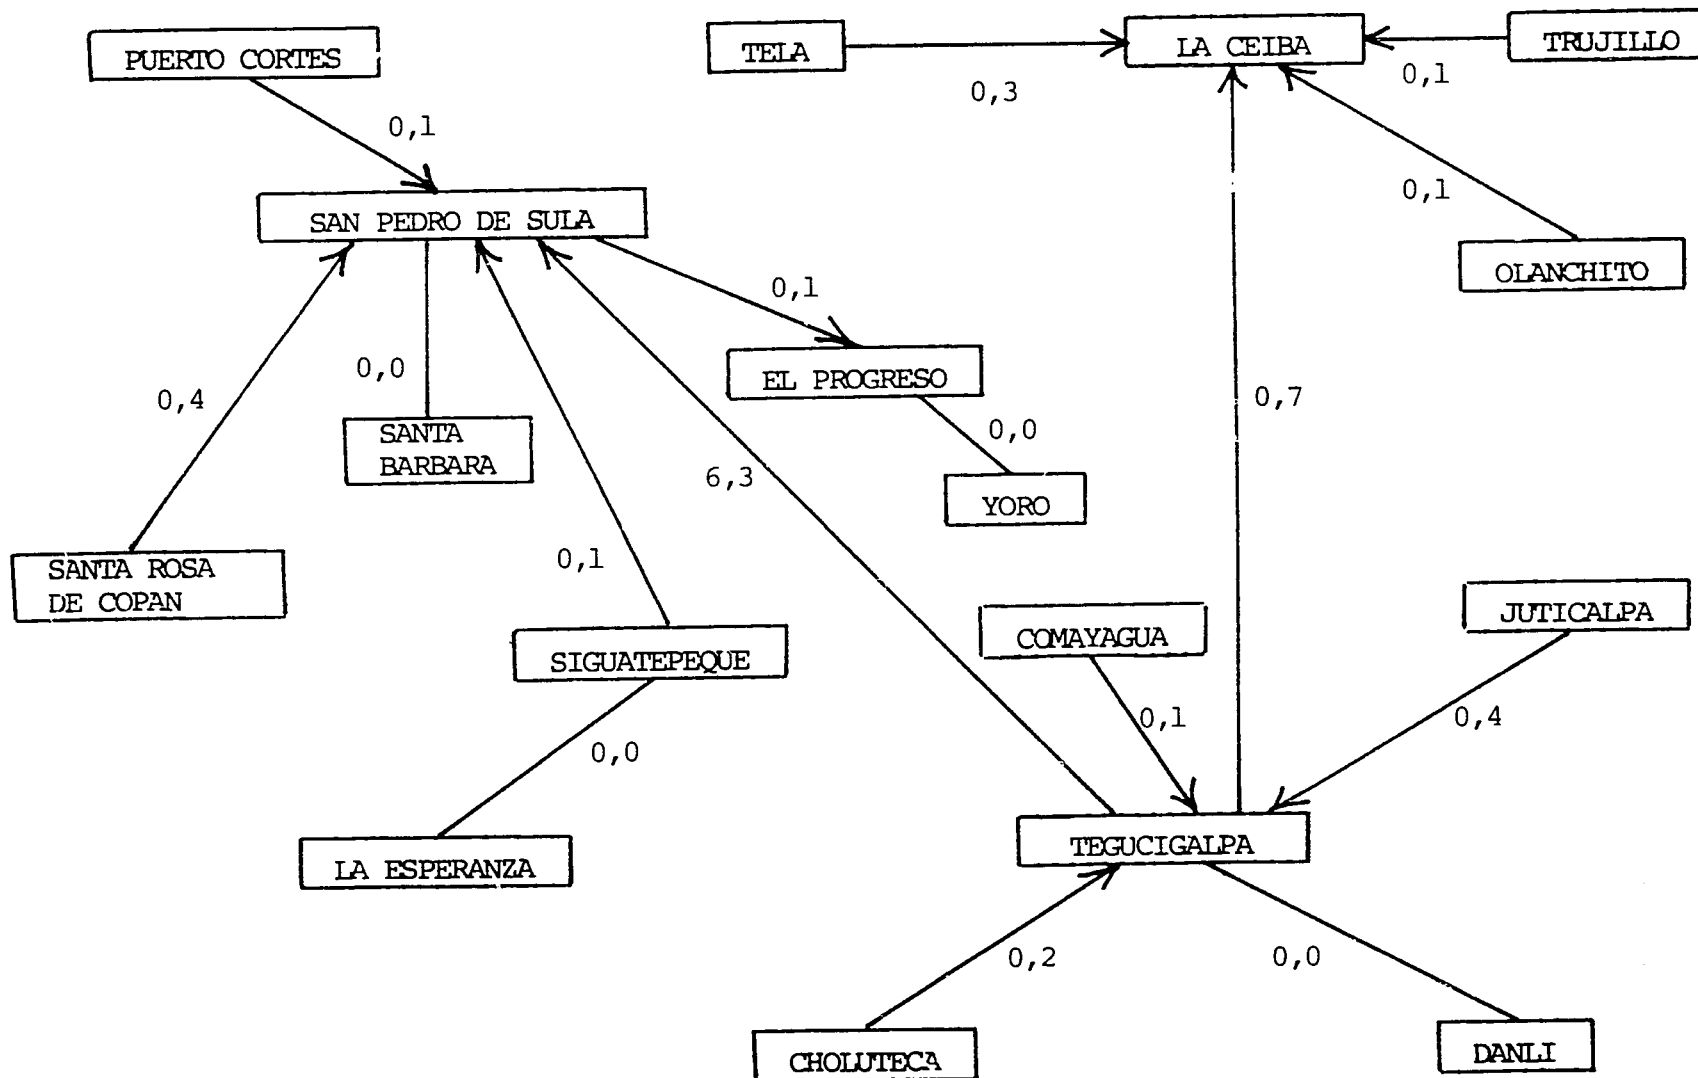 PUERTO CORTES
TELA
LA CEIBA
TRUJILLO
0,3
0,1
0,1
0,1
SAN PEDRO DE SULA
OLANCHITO
0,1
0,0
EL PROGRESO
0,4
0,7
SANTA
BARBARA
0,0
6,3
YORO
0,1
SANTA ROSA
DE COPAN
SIGUATEPEQUE
COMAYAGUA
JUTICALPA
0,1
0,4
0,0
LA ESPERANZA
TEGUCIGALPA
0,2
0,0
CHOLUTECA
DANLI